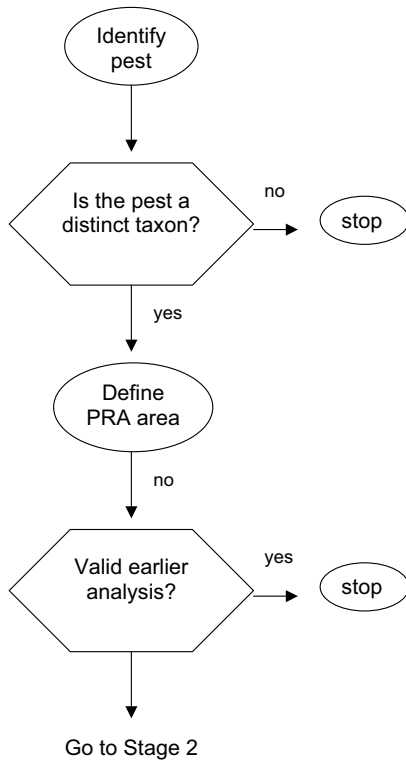 Identify
pest
Is the pest a
distinct taxon?
no
stop
yes
Define
PRA area
no
Valid earlier
analysis?
yes
stop
Go to Stage 2